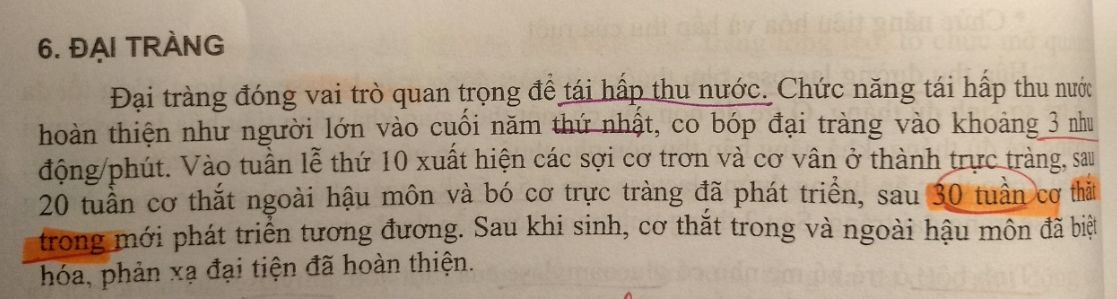 6. ĐẠI TRÀNG
Đại tràng đóng vai trò quan trọng để tái hấp thu nước. Chức năng tái hấp thu nước
hoàn thiện như người lớn vào cuối năm thứ nhất, co bóp đại tràng vào khoảng 3 nhu
động/phút. Vào tuần lễ thứ 10 xuất hiện các sợi cơ trơn và cơ vân ở thành trực tràng, sau
20 tuần cơ thắt ngoài hậu môn và bó cơ trực tràng đã phát triển, sau 30 tuần cơ thắt
trong mới phát triển tương đương. Sau khi sinh, cơ thắt trong và ngoài hậu môn đã biệt
hóa, phản xạ đại tiện đã hoàn thiện.